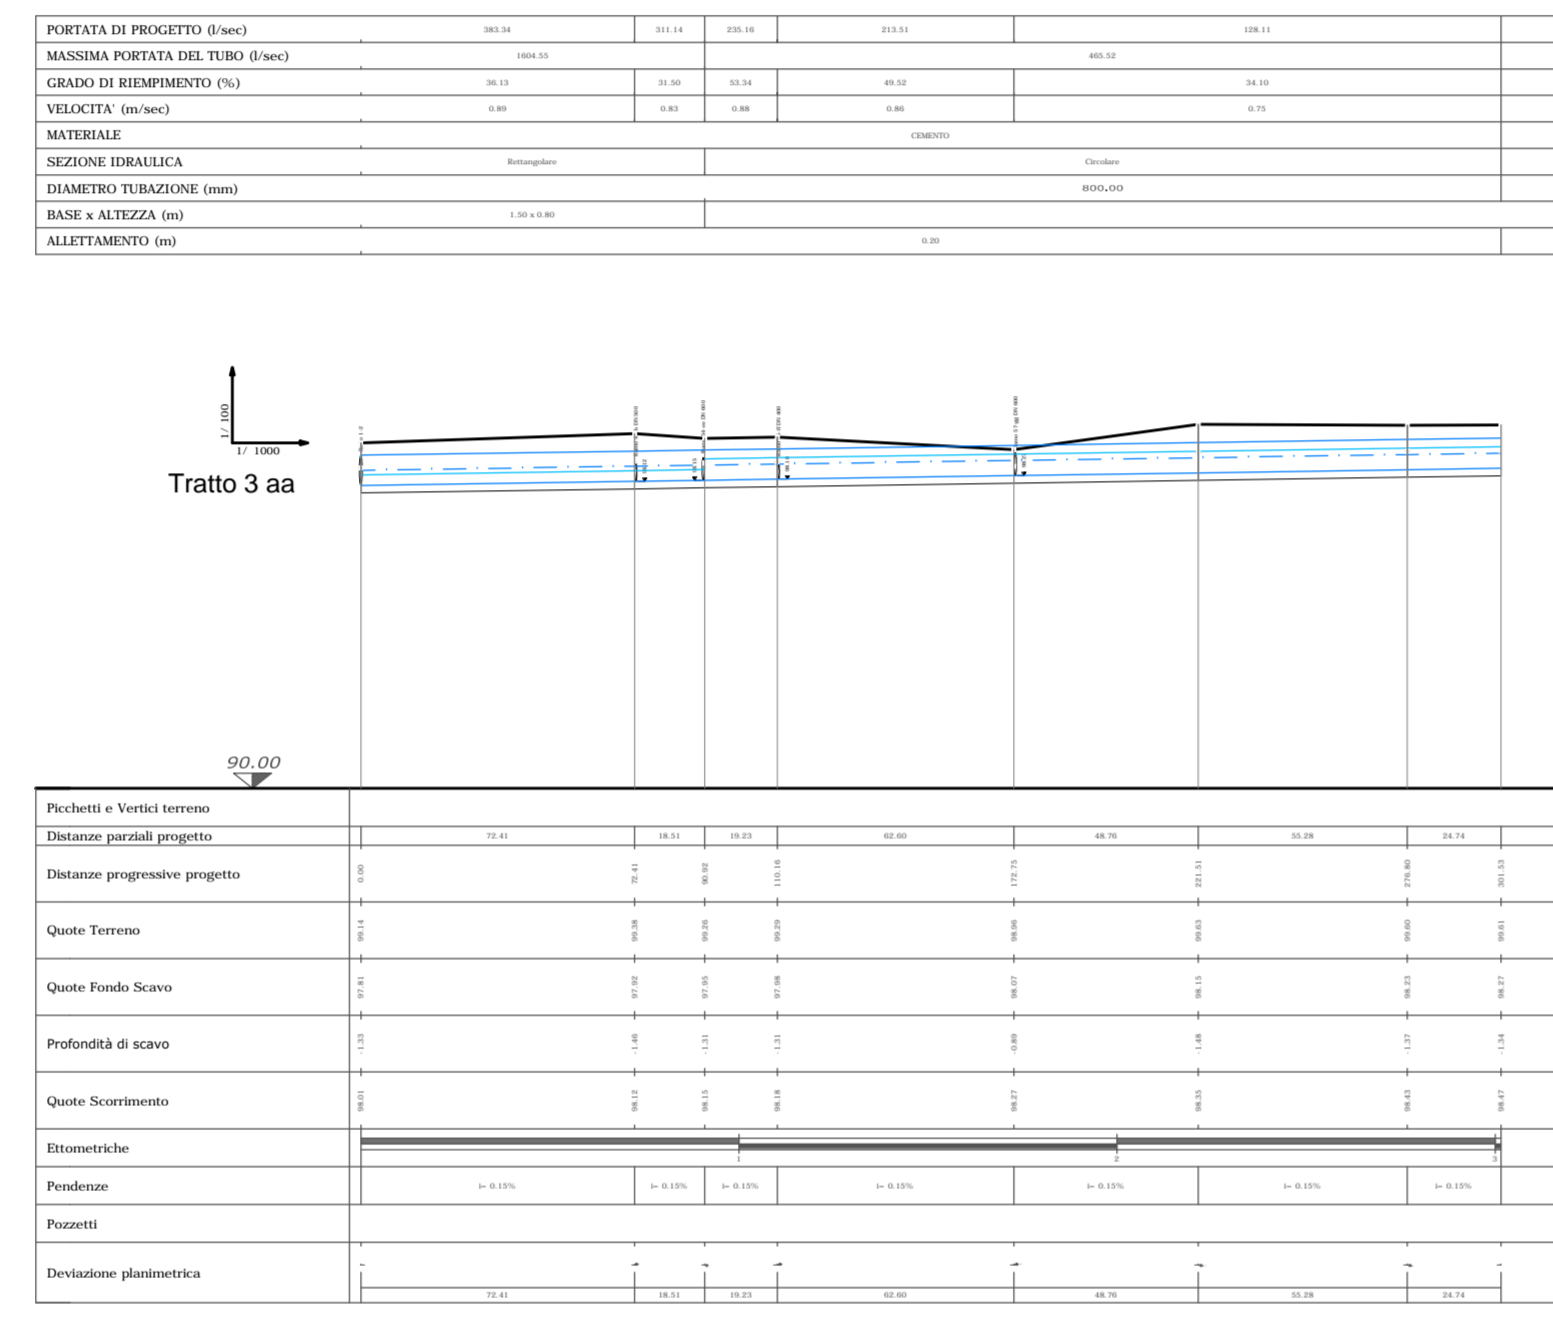 PORTATA DI PROGETTO (l/sec) 383.34 311.14 235.16 213.51 128.11
MASSIMA PORTATA DEL TUBO (l/sec) 1604.55 465.52
GRADO DI RIEMPIMENTO (%) 36.13 31.50 53.34 49.52 34.10
VELOCITA' (m/sec) 0.89 0.83 0.88 0.86 0.75
MATERIALE CEMENTO
SEZIONE IDRAULICA Rettangolare Circolare
DIAMETRO TUBAZIONE (mm) 800.00
BASE x ALTEZZA (m) 1.50 x 0.80
ALLETTAMENTO (m) 0.20
1/ 100
1/ 1000
Tratto 3 aa
90.00
Picchetti e Vertici terreno
Distanze parziali progetto 72.41 18.51 19.23 62.60 48.76 55.28 24.74
Distanze progressive progetto 0.00 72.41 90.92 110.16 172.75 221.51 276.80 301.53
Quote Terreno 99.14 99.38 99.26 99.29 98.96 99.63 99.60 99.61
Quote Fondo Scavo 97.81 97.92 97.95 97.98 98.07 98.15 98.23 98.27
Profondità di scavo -1.33 -1.46 -1.31 -1.31 -0.89 -1.48 -1.37 -1.34
Quote Scorrimento 98.01 98.12 98.15 98.18 98.27 98.35 98.43 98.47
Ettometriche 1 2 3
Pendenze i= 0.15% i= 0.15% i= 0.15% i= 0.15% i= 0.15% i= 0.15% i= 0.15%
Pozzetti
Deviazione planimetrica
72.41 18.51 19.23 62.60 48.76 55.28 24.74